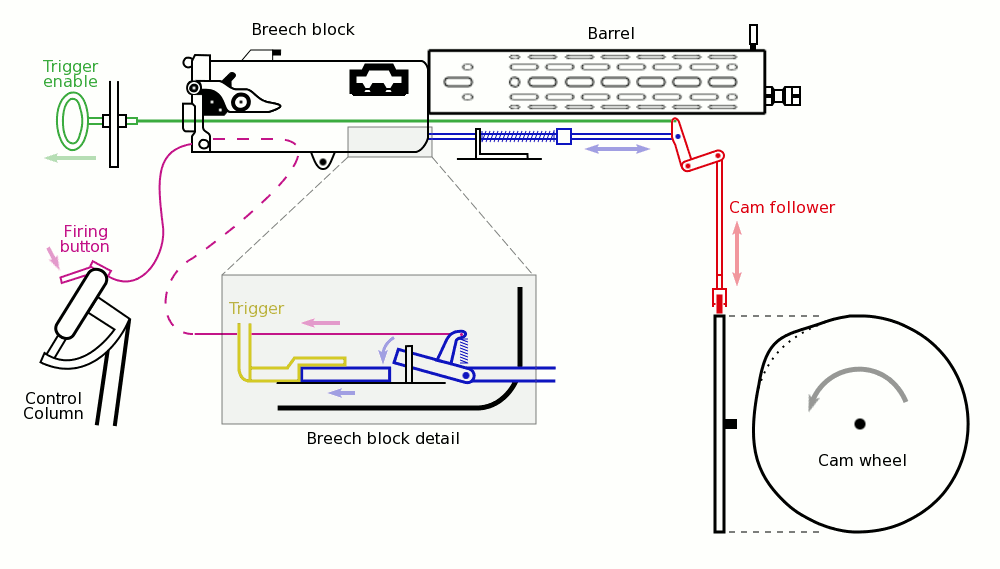 Breech block
Barrel
Trigger
enable
Cam follower
Firing
button
Trigger
Control
Column
Breech block detail
Cam wheel